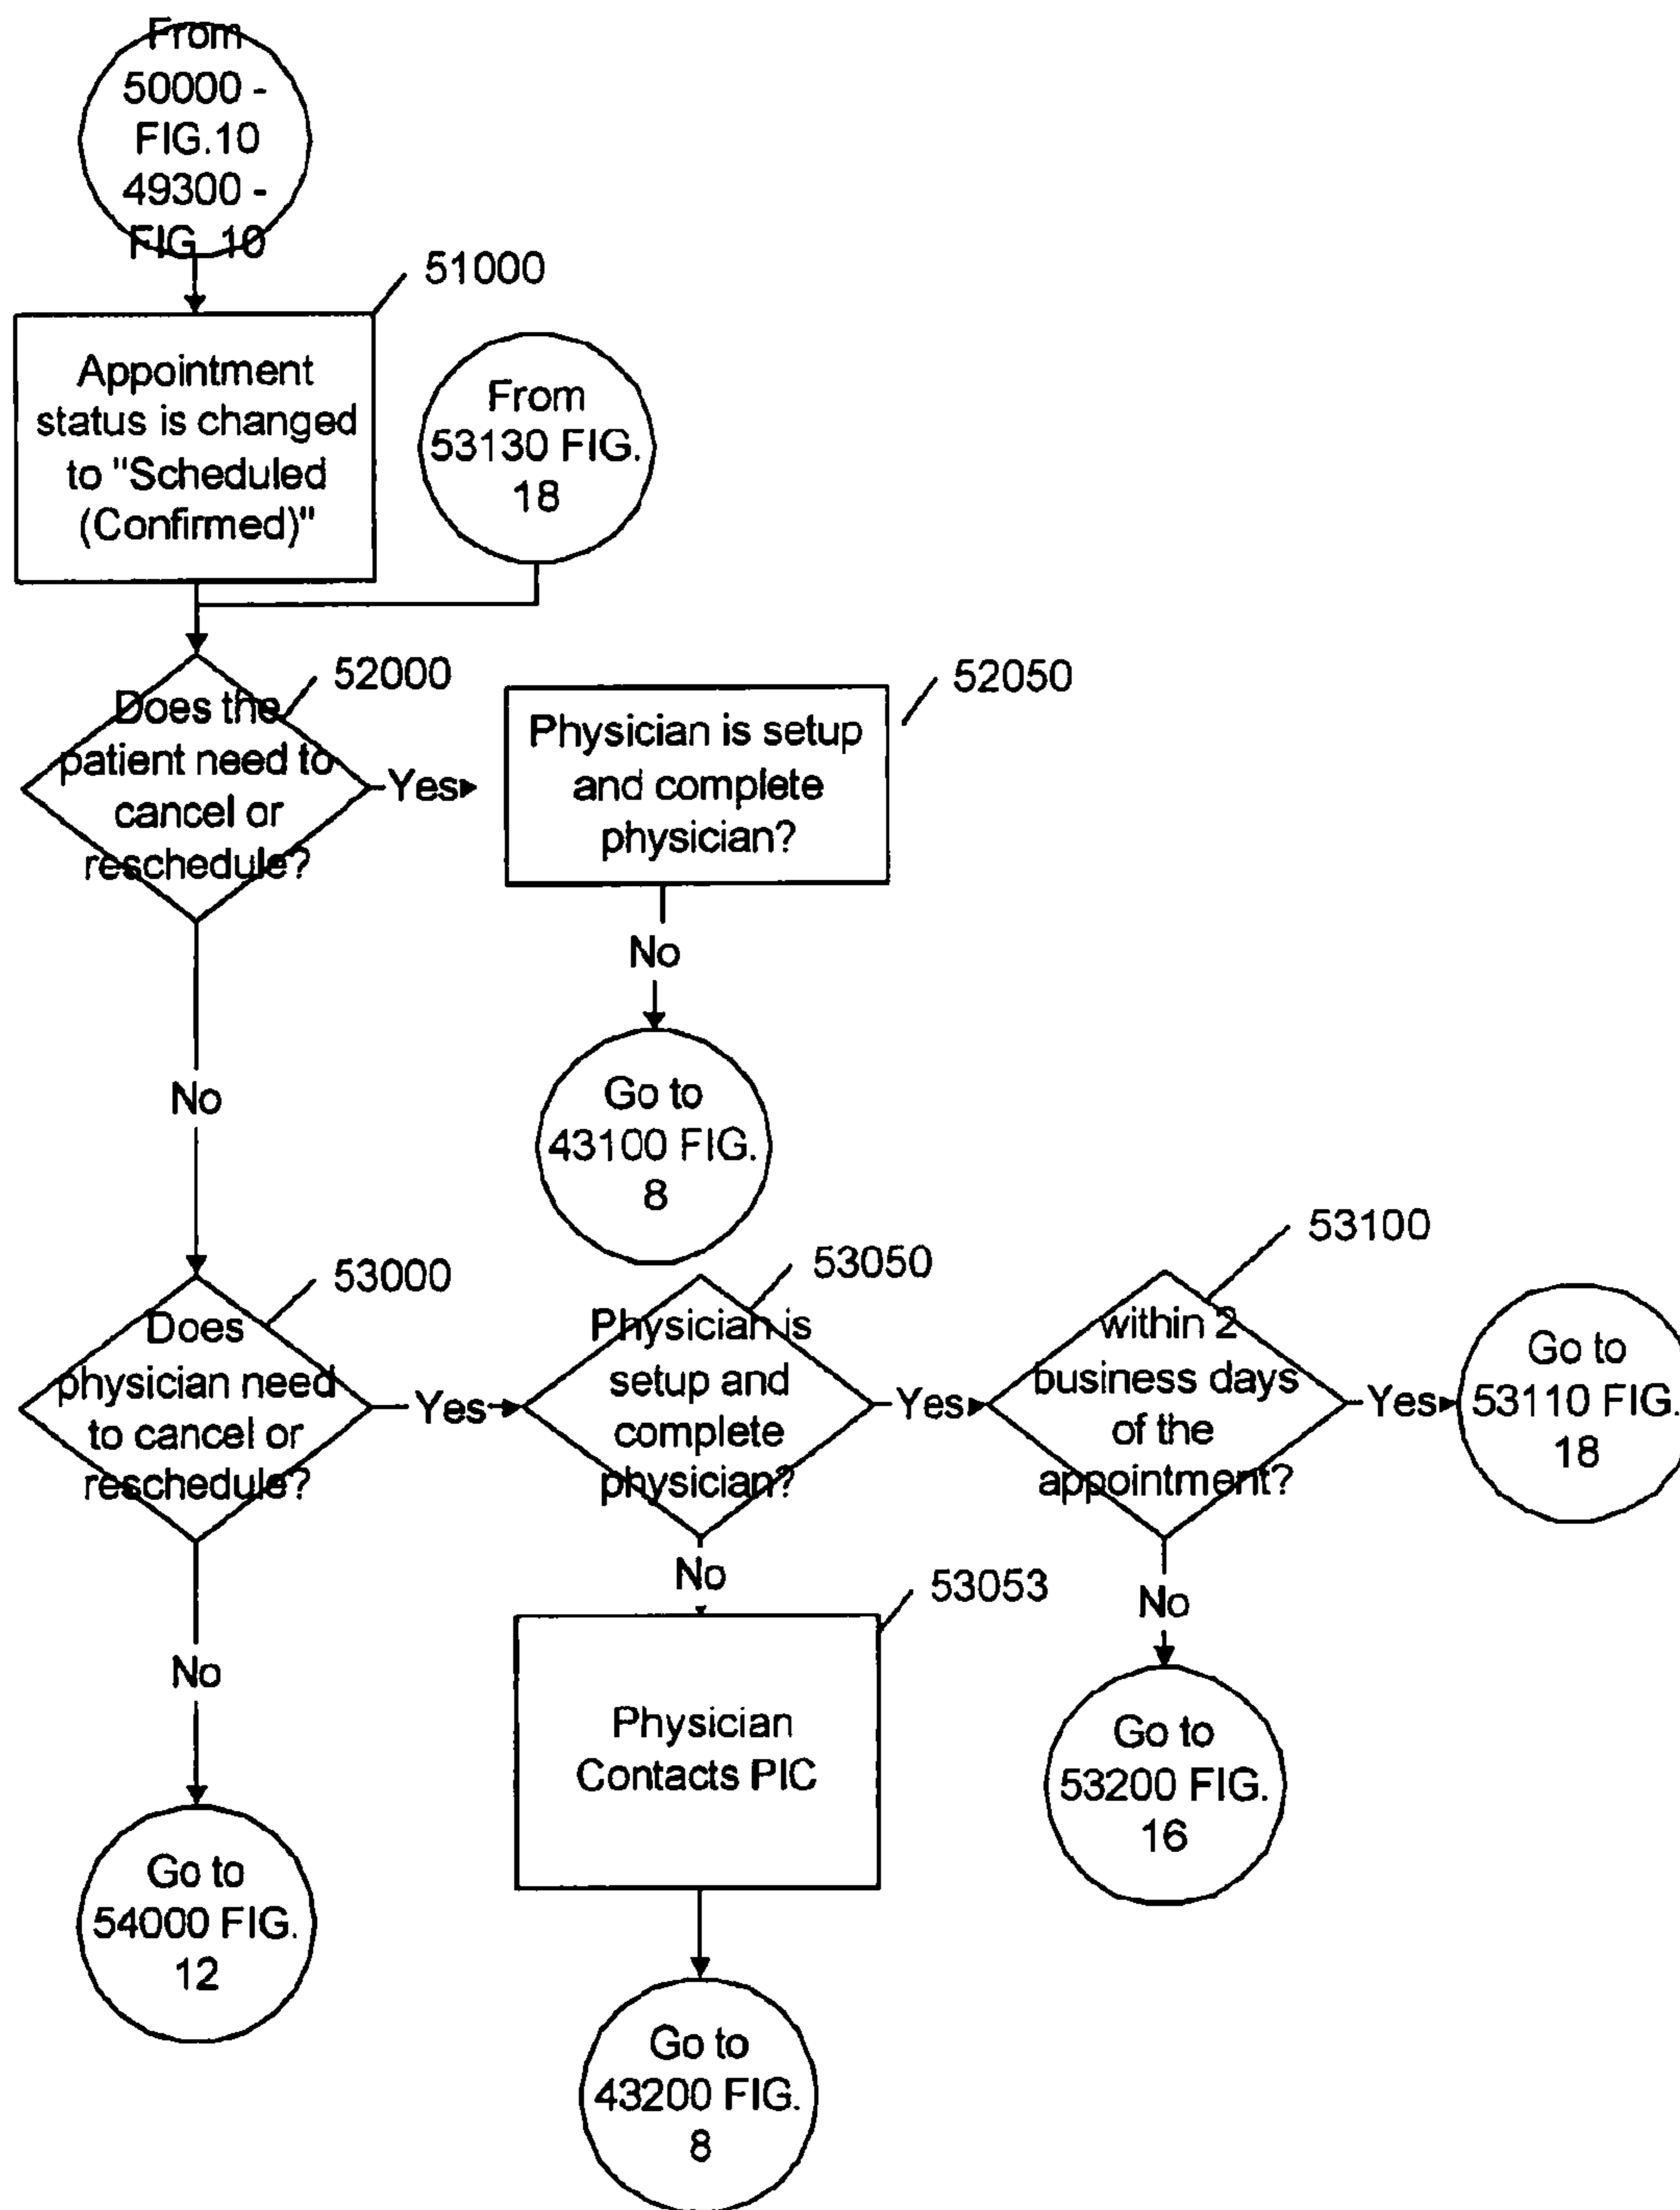 From
50000 -
FIG.10
49300 -
FIG. 10
51000
Appointment
status is changed
to "Scheduled
(Confirmed)"
From
53130 FIG.
18
52000
Does the
patient need to
cancel or
reschedule?
Yes
52050
Physician is setup
and complete
physician?
No
Go to
43100 FIG.
8
No
53000
Does
physician need
to cancel or
reschedule?
Yes
53050
Physician is
setup and
complete
physician?
Yes
53100
within 2
business days
of the
appointment?
Yes
Go to
53110 FIG.
18
No
Go to
54000 FIG.
12
No
53053
Physician
Contacts PIC
Go to
43200 FIG.
8
No
Go to
53200 FIG.
16